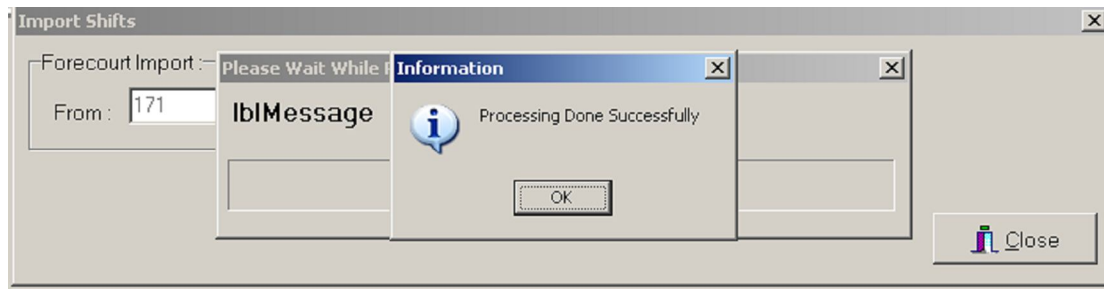 Import Shifts
Forecourt Import :
From : 171
Please Wait While
lblMessage
Information
Processing Done Successfully
OK
Close